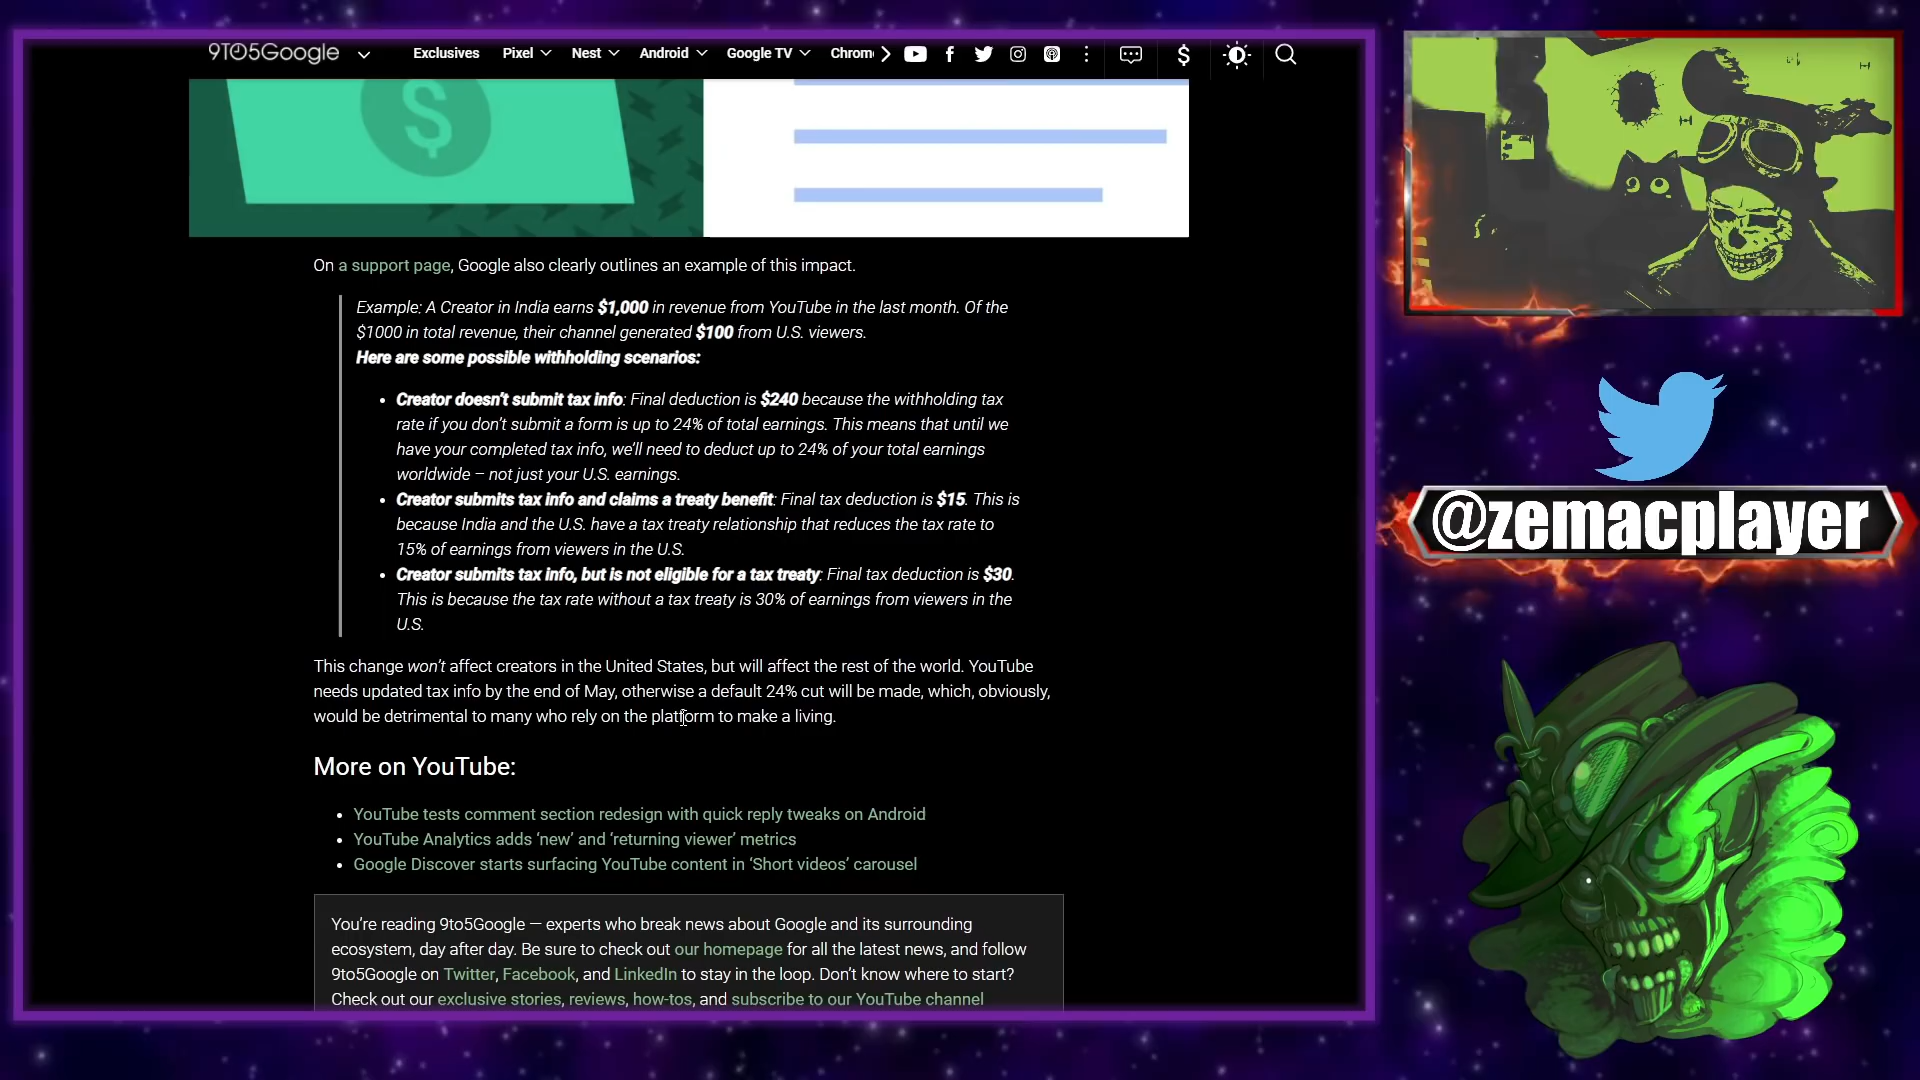 9TO5Google Exclusives Pixel Nest Android Google TV Chrom
On a support page, Google also clearly outlines an example of this impact.
Example: A Creator in India earns $1,000 in revenue from YouTube in the last month. Of the
$1000 in total revenue, their channel generated $100 from U.S. viewers.
Here are some possible withholding scenarios:
• Creator doesn’t submit tax info: Final deduction is $240 because the withholding tax
rate if you don’t submit a form is up to 24% of total earnings. This means that until we
have your completed tax info, we’ll need to deduct up to 24% of your total earnings
worldwide – not just your U.S. earnings.
• Creator submits tax info and claims a treaty benefit: Final tax deduction is $15. This is
because India and the U.S. have a tax treaty relationship that reduces the tax rate to
15% of earnings from viewers in the U.S.
• Creator submits tax info, but is not eligible for a tax treaty: Final tax deduction is $30.
This is because the tax rate without a tax treaty is 30% of earnings from viewers in the
U.S.
This change won’t affect creators in the United States, but will affect the rest of the world. YouTube
needs updated tax info by the end of May, otherwise a default 24% cut will be made, which, obviously,
would be detrimental to many who rely on the platform to make a living.
More on YouTube:
• YouTube tests comment section redesign with quick reply tweaks on Android
• YouTube Analytics adds ‘new’ and ‘returning viewer’ metrics
• Google Discover starts surfacing YouTube content in ‘Short videos’ carousel
You’re reading 9to5Google — experts who break news about Google and its surrounding
ecosystem, day after day. Be sure to check out our homepage for all the latest news, and follow
9to5Google on Twitter, Facebook, and LinkedIn to stay in the loop. Don’t know where to start?
Check out our exclusive stories, reviews, how-tos, and subscribe to our YouTube channel
@zemacplayer